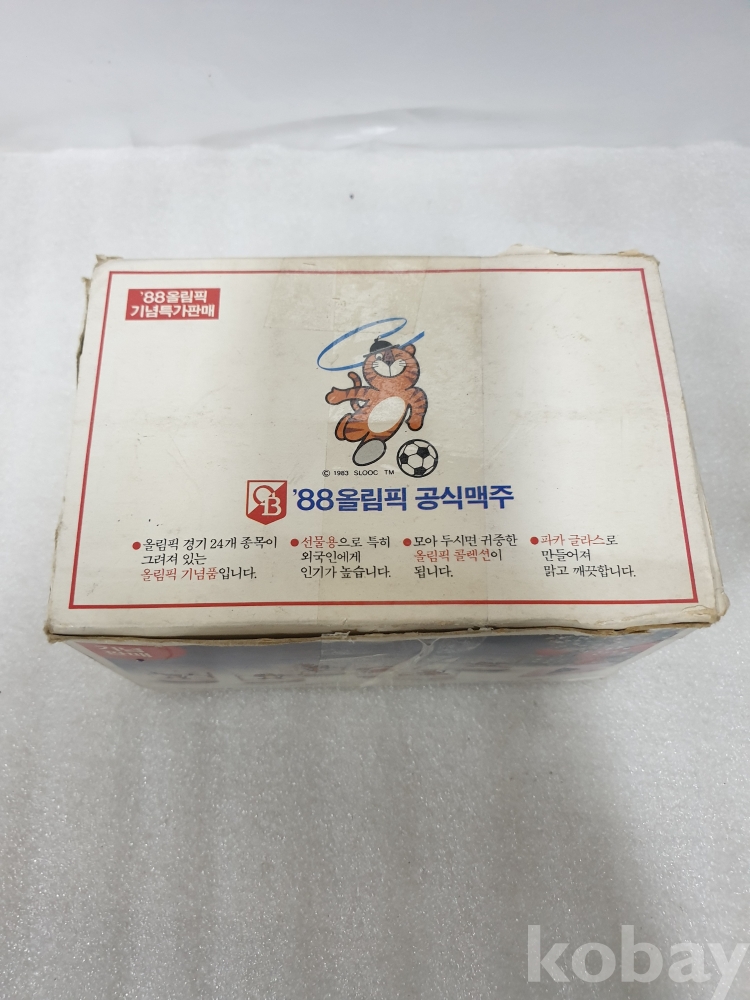 '88올림픽
기념특가판매
© 1983 SLOOC TM
OB '88올림픽 공식맥주
● 올림픽 경기 24개 종목이
그려져 있는
올림픽 기념품입니다.
● 선물용으로 특히
외국인에게
인기가 높습니다.
● 모아 두시면 귀중한
올림픽 콜렉션이
됩니다.
● 파카 글라스로
만들어져
맑고 깨끗합니다.
기념
kobay